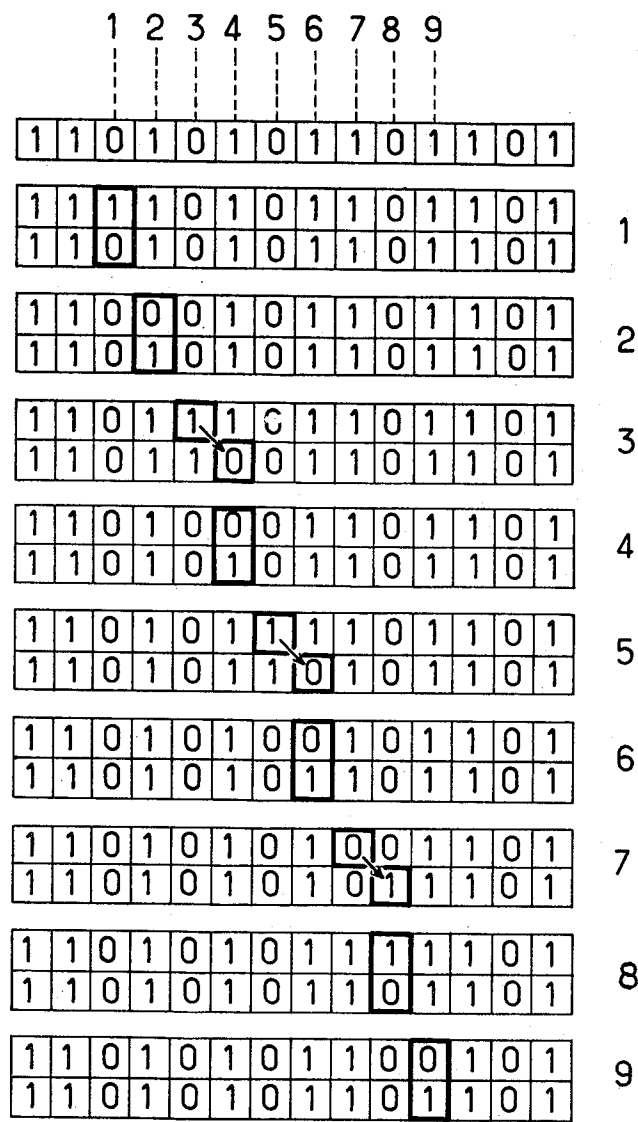 1 2 3 4 5 6 7 8 9
1 1 0 1 0 1 0 1 1 0 1 1 0 1
1 1 1 1 0 1 0 1 1 0 1 1 0 1
1 1 0 1 0 1 0 1 1 0 1 1 0 1
1
1 1 0 0 0 1 0 1 1 0 1 1 0 1
1 1 0 1 0 1 0 1 1 0 1 1 0 1
2
1 1 0 1 1 1 0 1 1 0 1 1 0 1
1 1 0 1 1 0 0 1 1 0 1 1 0 1
3
1 1 0 1 0 0 0 1 1 0 1 1 0 1
1 1 0 1 0 1 0 1 1 0 1 1 0 1
4
1 1 0 1 0 1 1 1 1 0 1 1 0 1
1 1 0 1 0 1 1 0 1 0 1 1 0 1
5
1 1 0 1 0 1 0 0 1 0 1 1 0 1
1 1 0 1 0 1 0 1 1 0 1 1 0 1
6
1 1 0 1 0 1 0 1 0 0 1 1 0 1
1 1 0 1 0 1 0 1 0 1 1 1 0 1
7
1 1 0 1 0 1 0 1 1 1 1 1 0 1
1 1 0 1 0 1 0 1 1 0 1 1 0 1
8
1 1 0 1 0 1 0 1 1 0 0 1 0 1
1 1 0 1 0 1 0 1 1 0 1 1 0 1
9